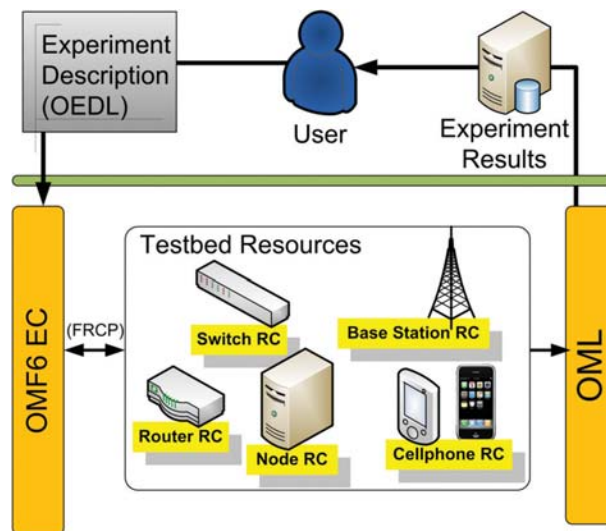 Experiment
Description
(OEDL)
User
Experiment
Results
OMF6 EC
(FRCP)
Testbed Resources
Switch RC
Base Station RC
Router RC
Node RC
Cellphone RC
OML